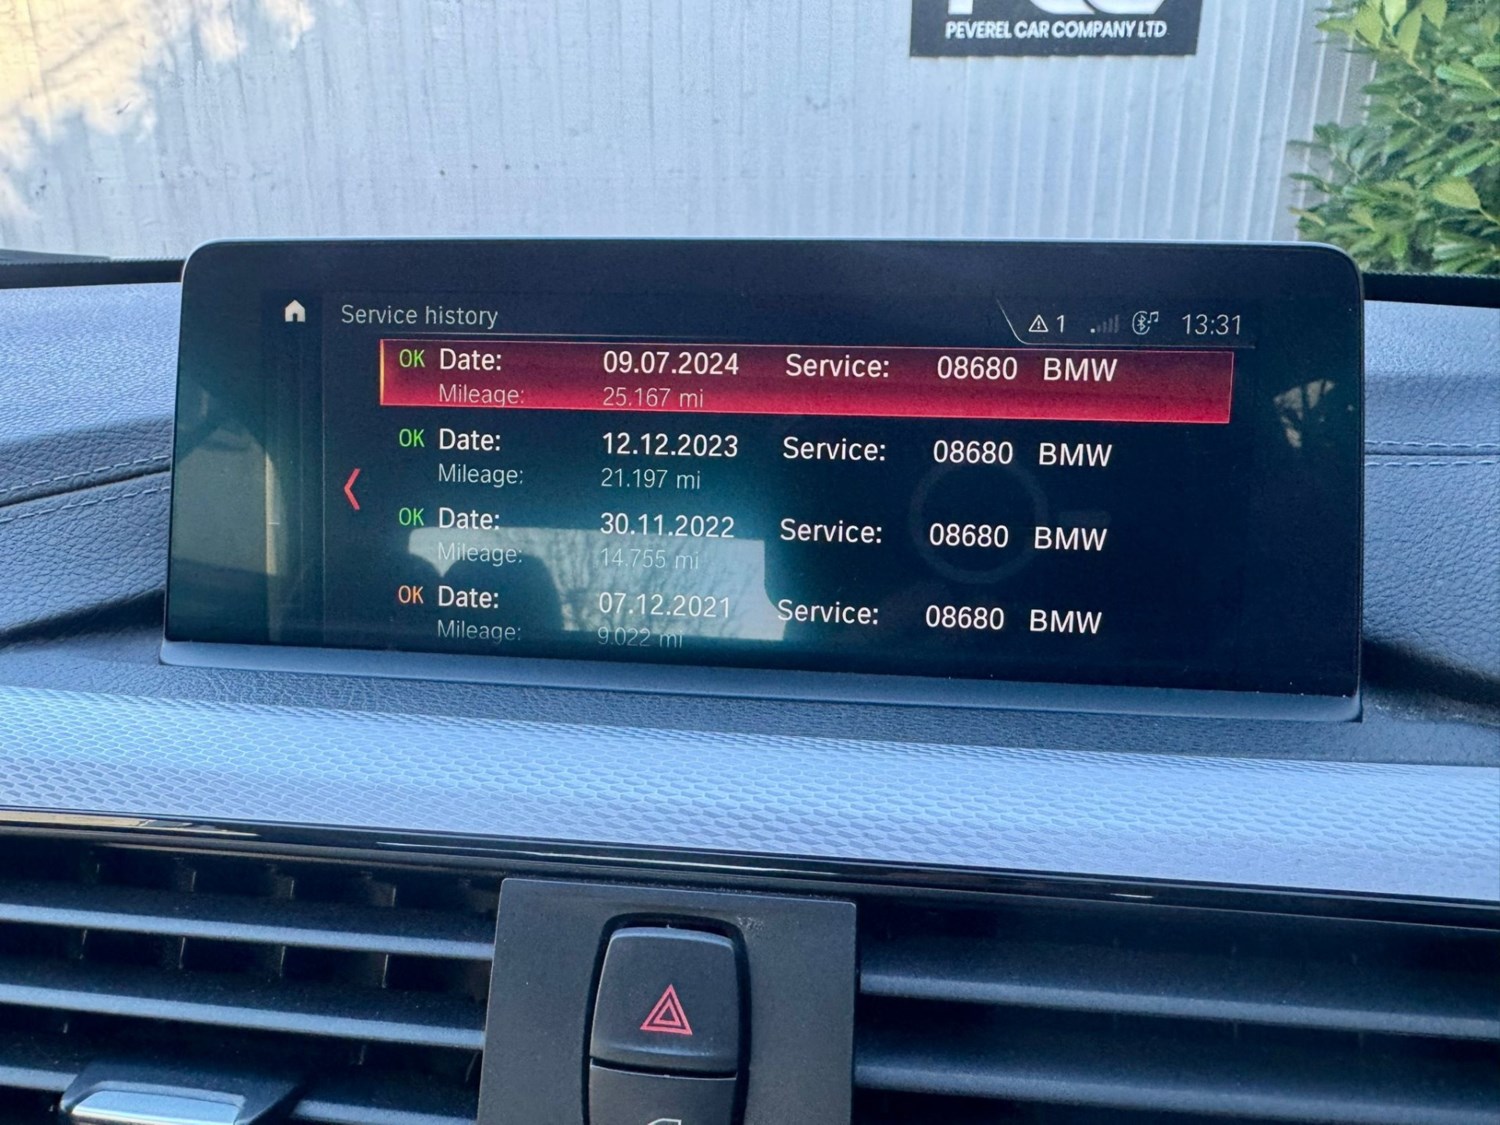 PEVEREL CAR COMPANY LTD
Service history
1
13:31
OK Date: 09.07.2024 Service: 08680 BMW
Mileage: 25.167 mi
OK Date: 12.12.2023 Service: 08680 BMW
Mileage: 21.197 mi
OK Date: 30.11.2022 Service: 08680 BMW
Mileage: 14.755 mi
OK Date: 07.12.2021 Service: 08680 BMW
Mileage: 9.022 mi